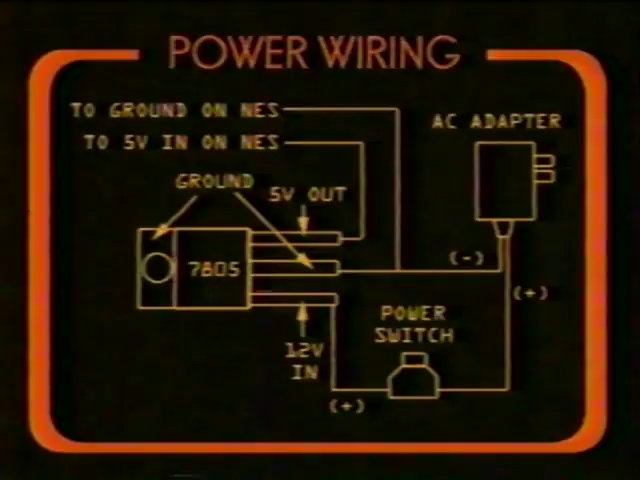 POWER WIRING
TO GROUND ON NES
AC ADAPTER
TO 5V IN ON NES
GROUND
5V OUT
7805
(-)
(+)
POWER
SWITCH
12V
IN
(+)